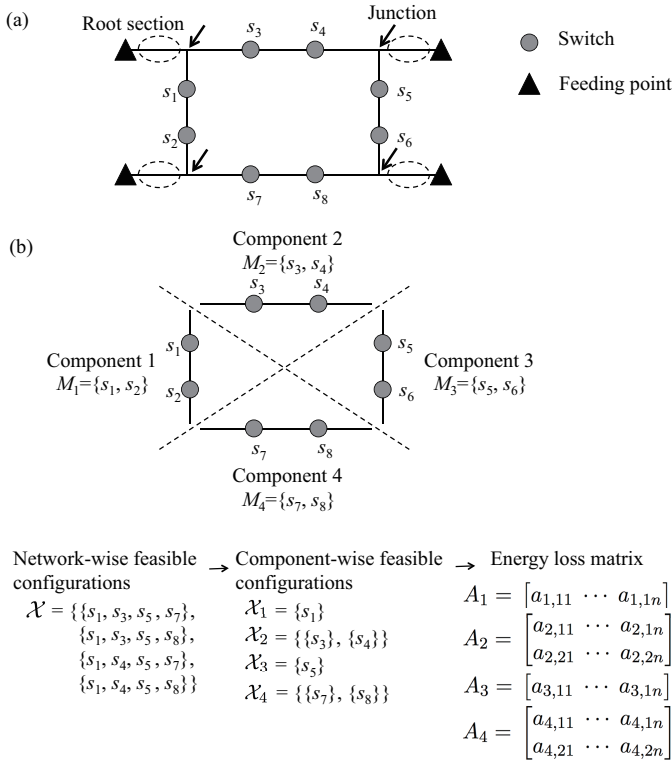 (a)
Root section
Junction
s3
s4
Switch
Feeding point
s1
s5
s2
s6
s7
s8
(b)
Component 2
M2={s3, s4}
s3
s4
s1
s5
Component 1
M1={s1, s2}
Component 3
M3={s5, s6}
s2
s6
s7
s8
Component 4
M4={s7, s8}
Network-wise feasible configurations → Component-wise feasible configurations → Energy loss matrix
𝒳 = {{s1, s3, s5, s7},
{s1, s3, s5, s8},
{s1, s4, s5, s7},
{s1, s4, s5, s8}}
𝒳1 = {s1}
𝒳2 = {{s3}, {s4}}
𝒳3 = {s5}
𝒳4 = {{s7}, {s8}}
A1 = [a1,11 ··· a1,1n]
A2 = [a2,11 ··· a2,1n
a2,21 ··· a2,2n]
A3 = [a3,11 ··· a3,1n]
A4 = [a4,11 ··· a4,1n
a4,21 ··· a4,2n]